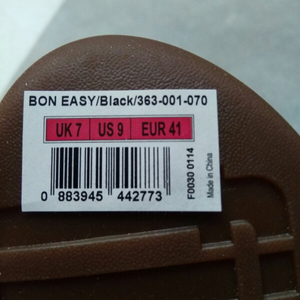 BON EASY/Black/363-001-070
UK 7 US 9 EUR 41
0 883945 442773
F0030 0114
Made in China